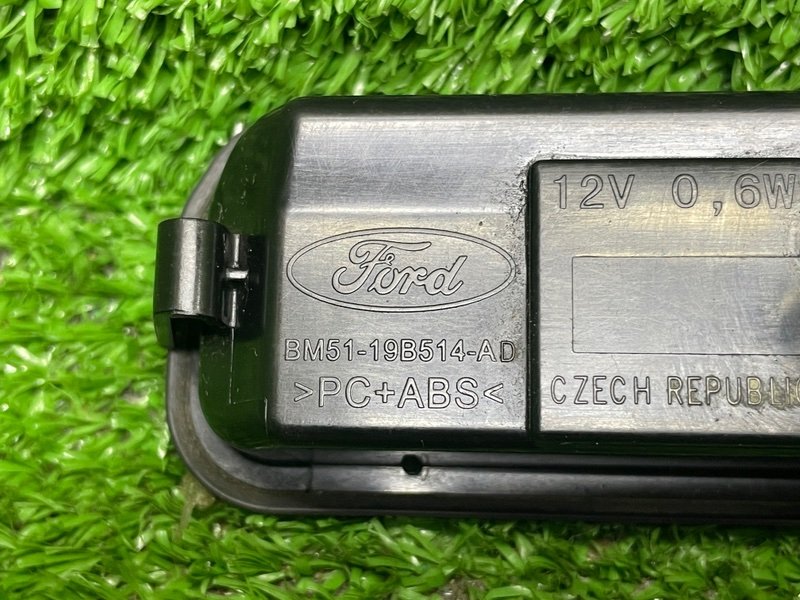 12V 0,6W
Ford
BM51-19B514-AD
>PC+ABS<
CZECH REPUBLIC